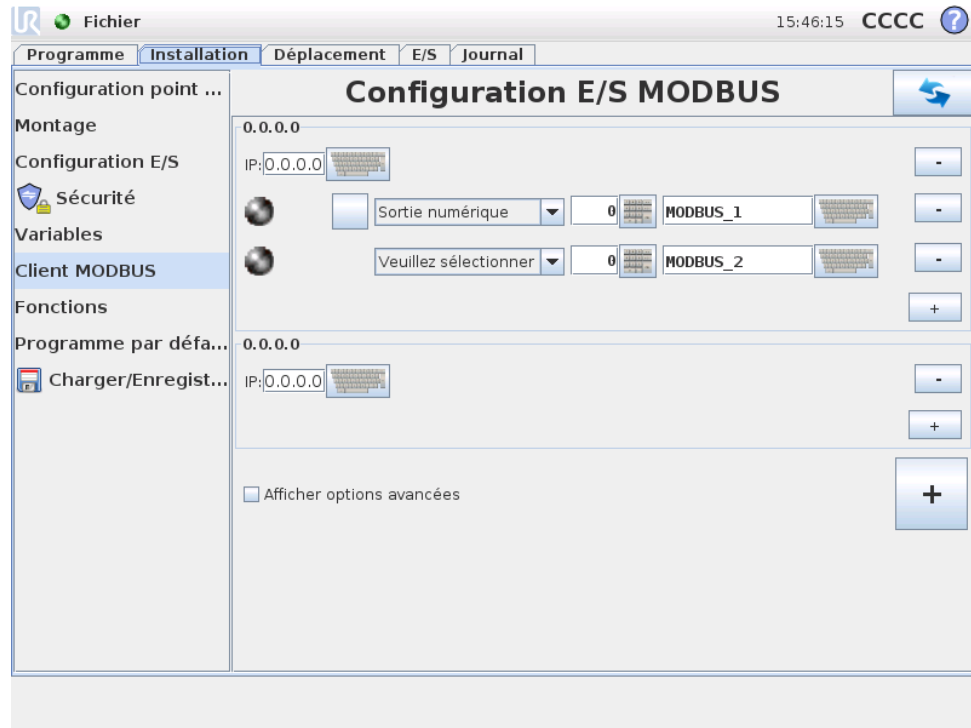 UR Fichier 15:46:15 CCCC ?
Programme Installation Déplacement E/S Journal
Configuration point ...
Configuration E/S MODBUS
Montage
0.0.0.0
Configuration E/S
IP: 0.0.0.0 -
Sécurité
Sortie numérique 0 MODBUS_1 -
Variables
Client MODBUS
Veuillez sélectionner 0 MODBUS_2 -
Fonctions
+
Programme par défa...
0.0.0.0
Charger/Enregist...
IP: 0.0.0.0 -
+
Afficher options avancées +